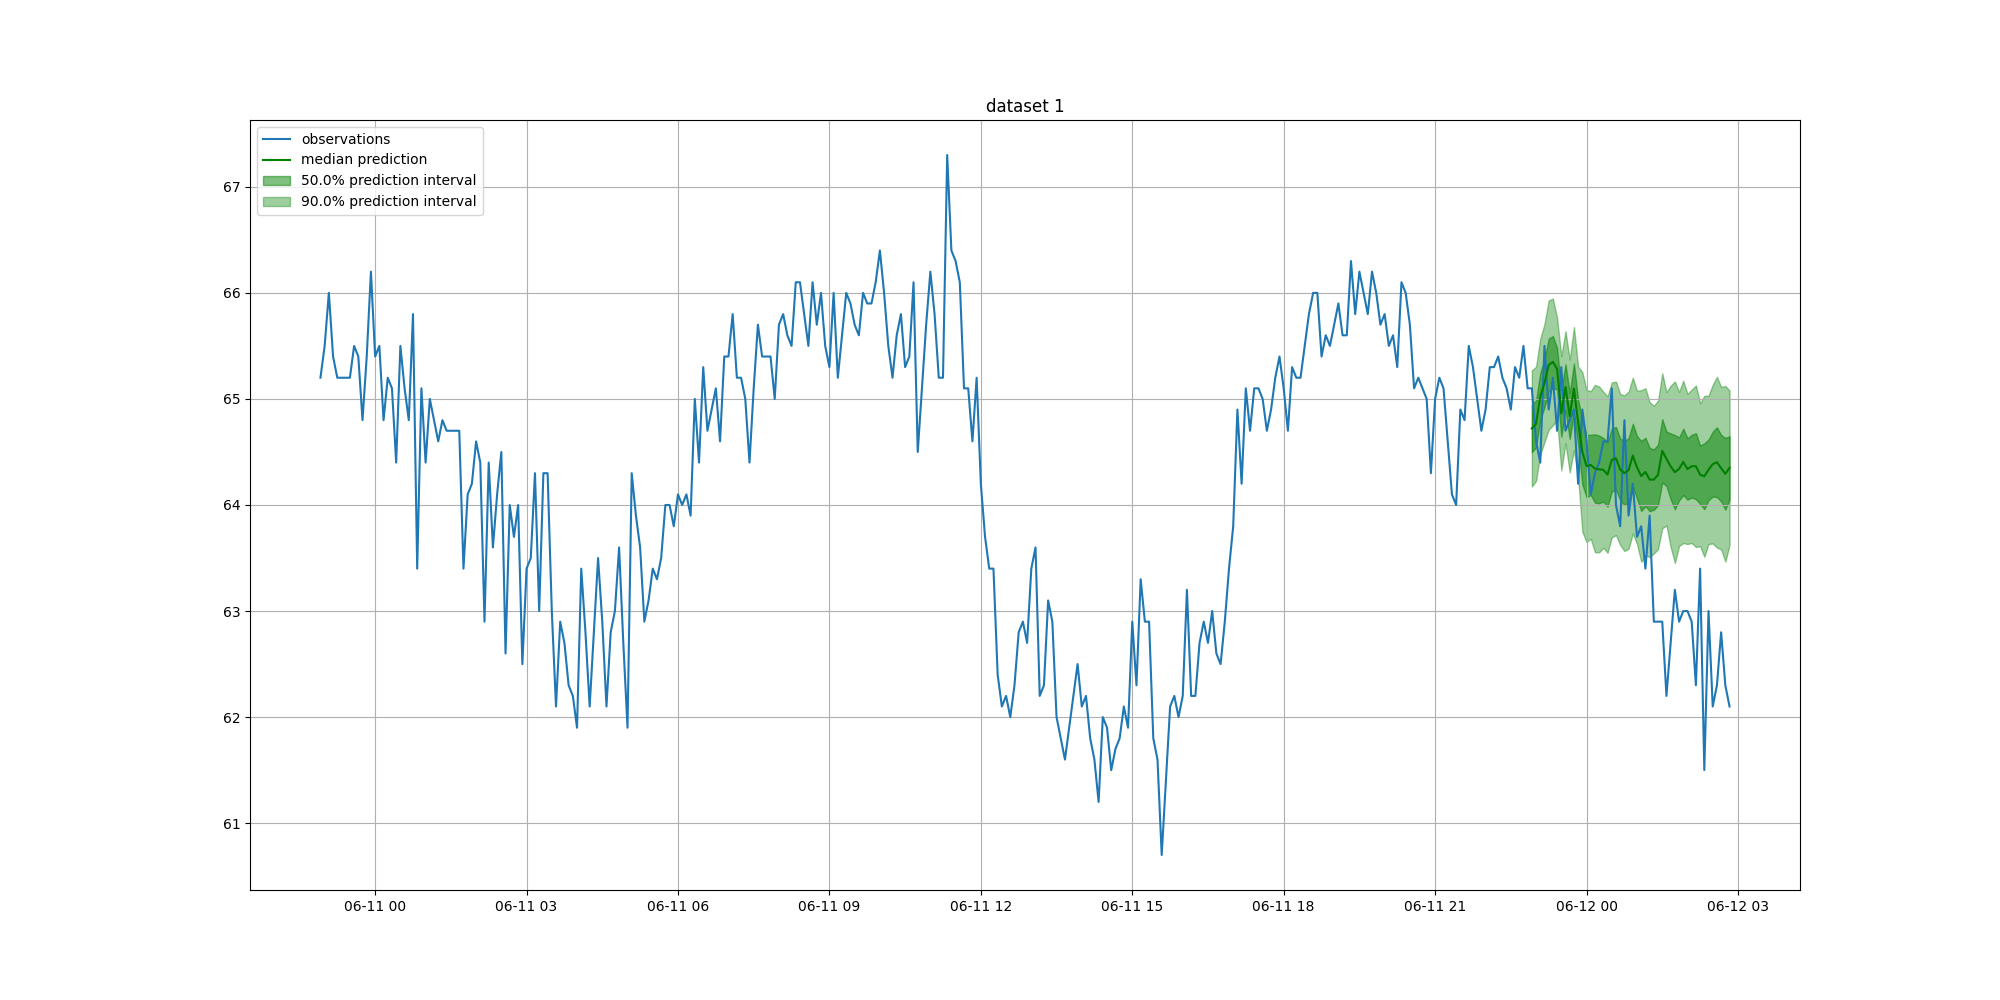 dataset 1
observations
median prediction
50.0% prediction interval
90.0% prediction interval
67
66
65
64
63
62
61
06-11 00 06-11 03 06-11 06 06-11 09 06-11 12 06-11 15 06-11 18 06-11 21 06-12 00 06-12 03